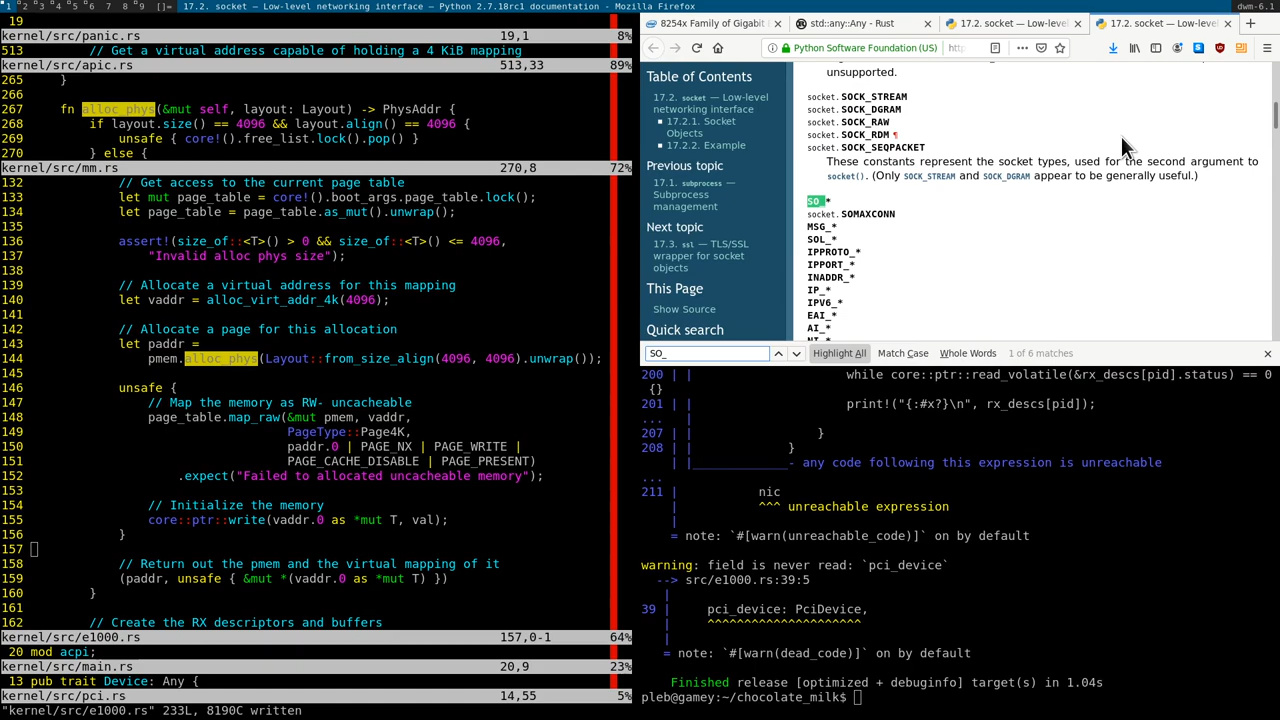 1 2 3 4 5 6 7 8 9 []= 17.2. socket — Low-level networking interface — Python 2.7.18rc1 documentation - Mozilla Firefox dwm-6.1
19
kernel/src/panic.rs 19,1 8%
513 // Get a virtual address capable of holding a 4 KiB mapping
kernel/src/apic.rs 513,33 89%
265 }
266
267 fn alloc_phys(&mut self, layout: Layout) -> PhysAddr {
268 if layout.size() == 4096 && layout.align() == 4096 {
269 unsafe { core!().free_list.lock().pop() }
270 } else {
kernel/src/mm.rs 270,8 72%
132 // Get access to the current page table
133 let mut page_table = core!().boot_args.page_table.lock();
134 let page_table = page_table.as_mut().unwrap();
135
136 assert!(size_of::<T>() > 0 && size_of::<T>() <= 4096,
137 "Invalid alloc phys size");
138
139 // Allocate a virtual address for this mapping
140 let vaddr = alloc_virt_addr_4k(4096);
141
142 // Allocate a page for this allocation
143 let paddr =
144 pmem.alloc_phys(Layout::from_size_align(4096, 4096).unwrap());
145
146 unsafe {
147 // Map the memory as RW- uncacheable
148 page_table.map_raw(&mut pmem, vaddr,
149 PageType::Page4K,
150 paddr.0 | PAGE_NX | PAGE_WRITE |
151 PAGE_CACHE_DISABLE | PAGE_PRESENT)
152 .expect("Failed to allocated uncacheable memory");
153
154 // Initialize the memory
155 core::ptr::write(vaddr.0 as *mut T, val);
156 }
157
158 // Return out the pmem and the virtual mapping of it
159 (paddr, unsafe { &mut *(vaddr.0 as *mut T) })
160 }
161
162 // Create the RX descriptors and buffers
kernel/src/e1000.rs 157,0-1 64%
20 mod acpi;
kernel/src/main.rs 20,9 23%
13 pub trait Device: Any {
kernel/src/pci.rs 14,55 5%
"kernel/src/e1000.rs" 233L, 8190C written
8254x Family of Gigabit
std::any::Any - Rust
17.2. socket — Low-level
17.2. socket — Low-level
Python Software Foundation (US) http
Table of Contents
17.2. socket — Low-level
networking interface
17.2.1. Socket
Objects
17.2.2. Example
Previous topic
17.1. subprocess —
Subprocess
management
Next topic
17.3. ssl — TLS/SSL
wrapper for socket
objects
This Page
Show Source
Quick search
unsupported.
socket.SOCK_STREAM
socket.SOCK_DGRAM
socket.SOCK_RAW
socket.SOCK_RDM ¶
socket.SOCK_SEQPACKET
These constants represent the socket types, used for the second argument to
socket(). (Only SOCK_STREAM and SOCK_DGRAM appear to be generally useful.)
SO_*
socket.SOMAXCONN
MSG_*
SOL_*
IPPROTO_*
IPPORT_*
INADDR_*
IP_*
IPV6_*
EAI_*
AI_*
SO_ Highlight All Match Case Whole Words 1 of 6 matches
200 | | while core::ptr::read_volatile(&rx_descs[pid].status) == 0
{}
201 | | print!("{:#x?}\n", rx_descs[pid]);
... |
207 | | }
208 | | }
| |_____________- any code following this expression is unreachable
...
211 | nic
| ^^^ unreachable expression
|
= note: `#[warn(unreachable_code)]` on by default
warning: field is never read: `pci_device`
--> src/e1000.rs:39:5
|
39 | pci_device: PciDevice,
| ^^^^^^^^^^^^^^^^^^^^^
|
= note: `#[warn(dead_code)]` on by default
Finished release [optimized + debuginfo] target(s) in 1.04s
pleb@gamey:~/chocolate_milk$